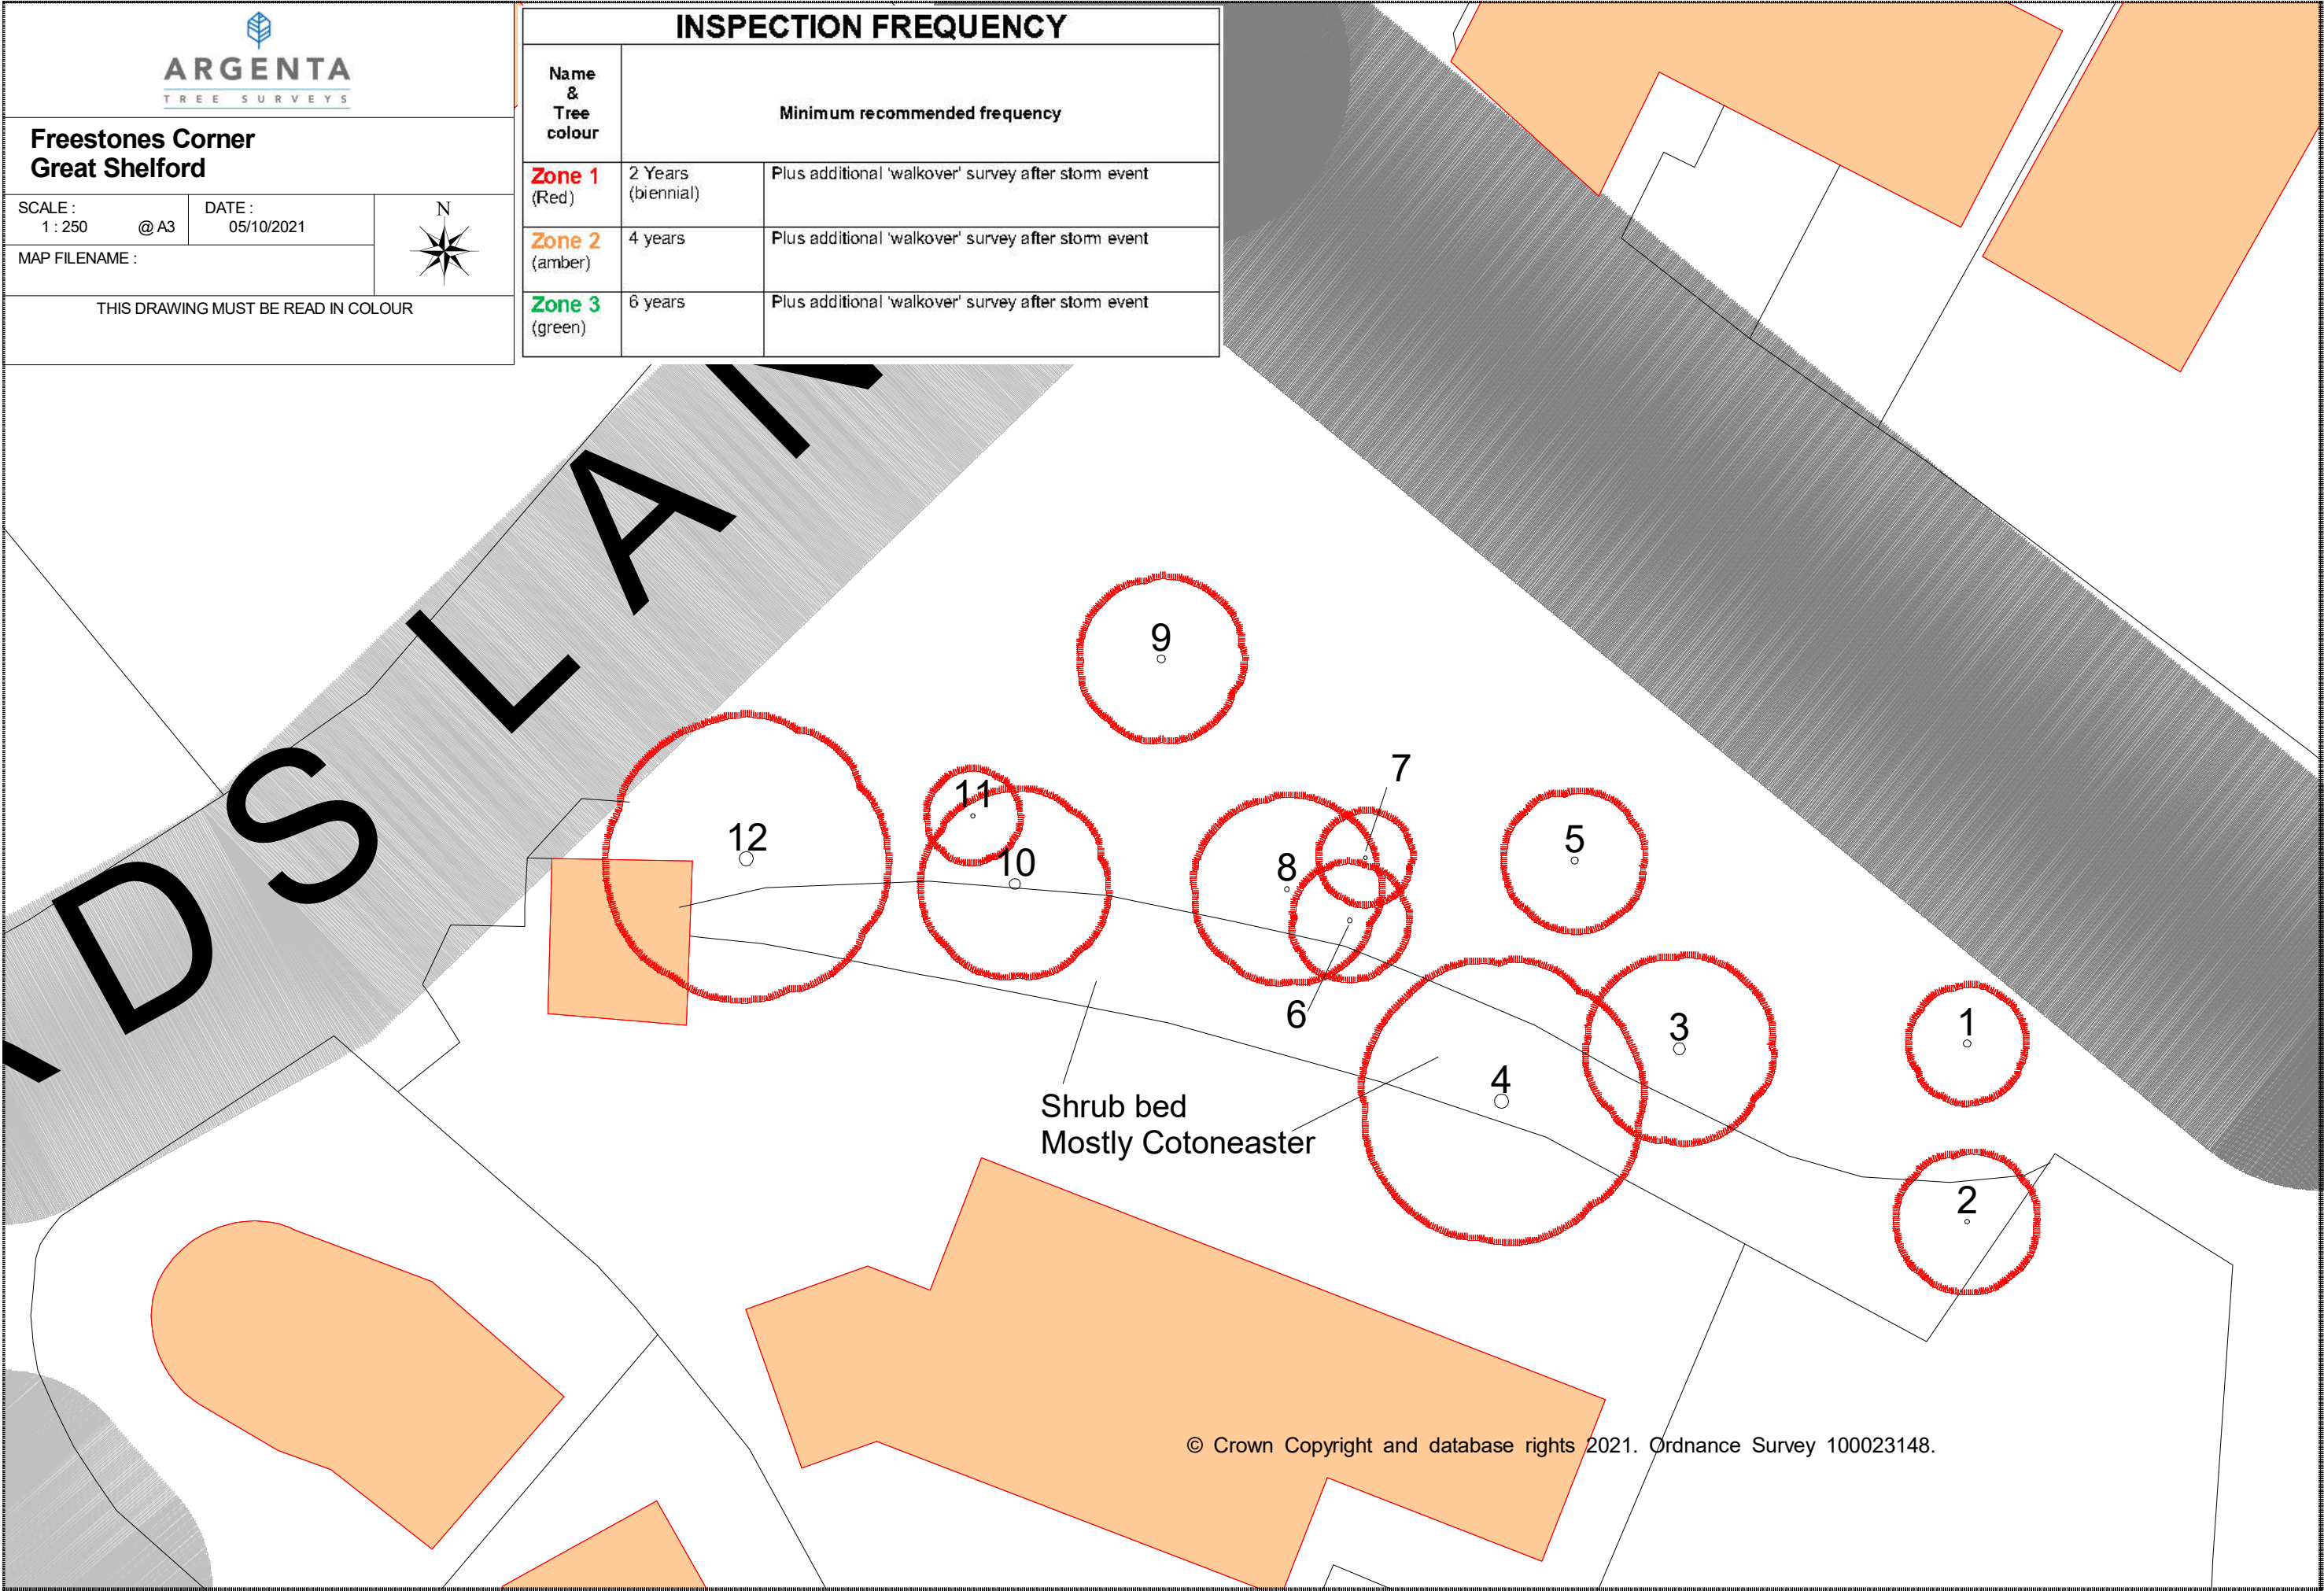 ARGENTA
TREE SURVEYS
Freestones Corner
Great Shelford
SCALE :
1 : 250 @ A3
DATE :
05/10/2021
N
MAP FILENAME :
THIS DRAWING MUST BE READ IN COLOUR
INSPECTION FREQUENCY
Name
&
Tree
colour
Minimum recommended frequency
Zone 1
(Red)
2 Years
(biennial)
Plus additional 'walkover' survey after storm event
Zone 2
(amber)
4 years
Plus additional 'walkover' survey after storm event
Zone 3
(green)
6 years
Plus additional 'walkover' survey after storm event
DS LAN
9
7
11
12
10
8
5
6
3
1
4
2
Shrub bed
Mostly Cotoneaster
© Crown Copyright and database rights 2021. Ordnance Survey 100023148.